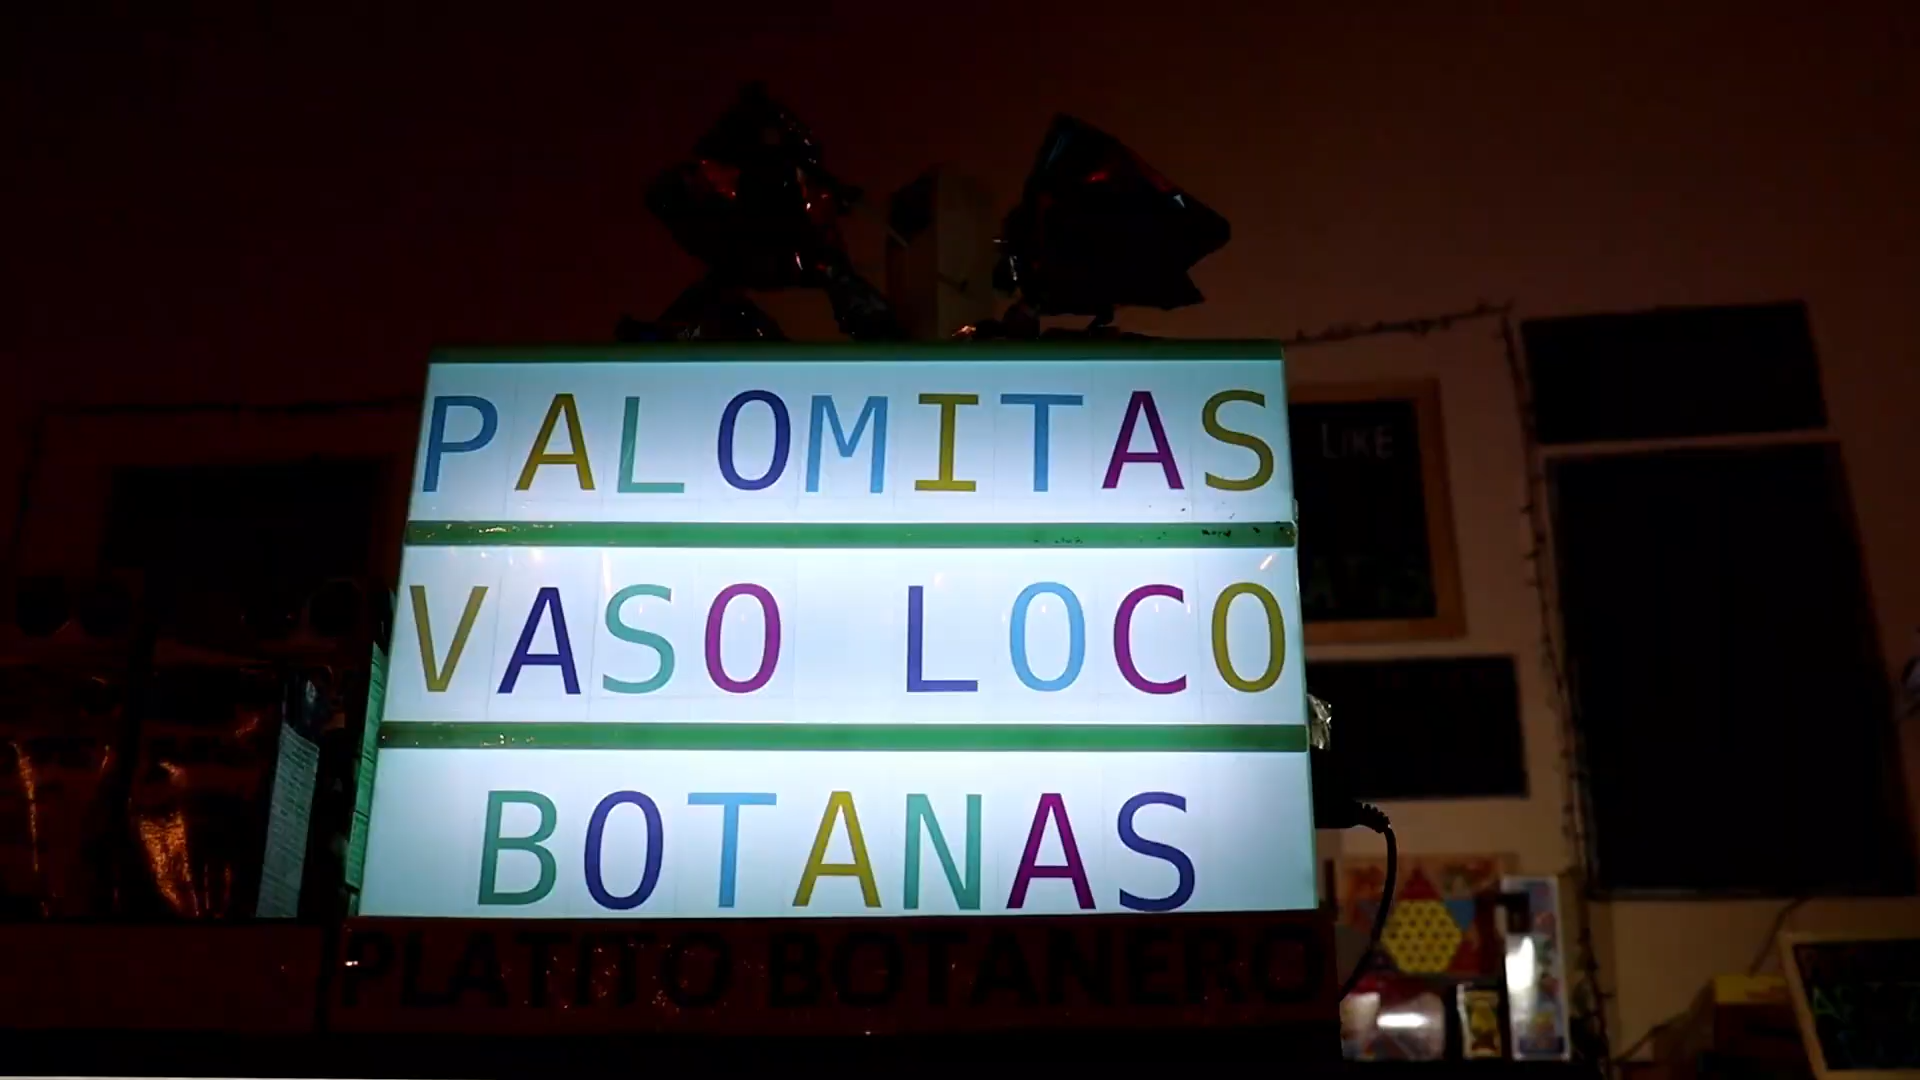 PALOMITAS
VASO LOCO
BOTANAS
PLATITO BOTANERO
LIKE